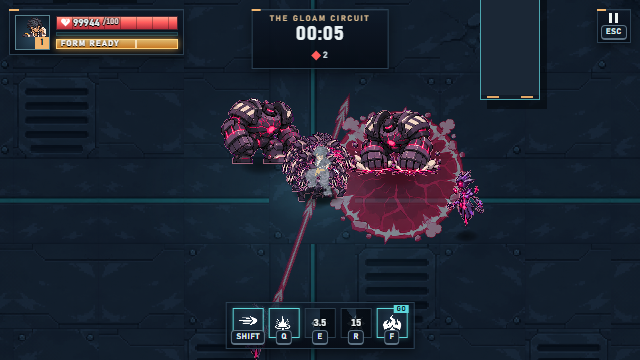 99944/100
1
FORM READY
THE GLOAM CIRCUIT
00:05
2
ESC
SHIFT
Q
3.5
E
15
R
GO
F